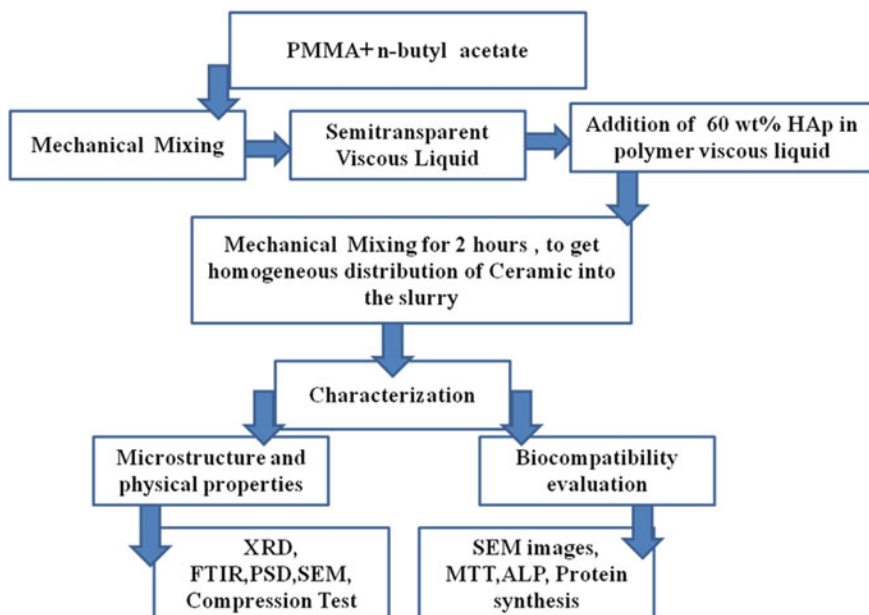 PMMA+n-butyl acetate
Mechanical Mixing
Semitransparent
Viscous Liquid
Addition of 60 wt% HAp in
polymer viscous liquid
Mechanical Mixing for 2 hours , to get
homogeneous distribution of Ceramic into
the slurry
Characterization
Microstructure and
physical properties
Biocompatibility
evaluation
XRD,
FTIR,PSD,SEM,
Compression Test
SEM images,
MTT,ALP, Protein
synthesis